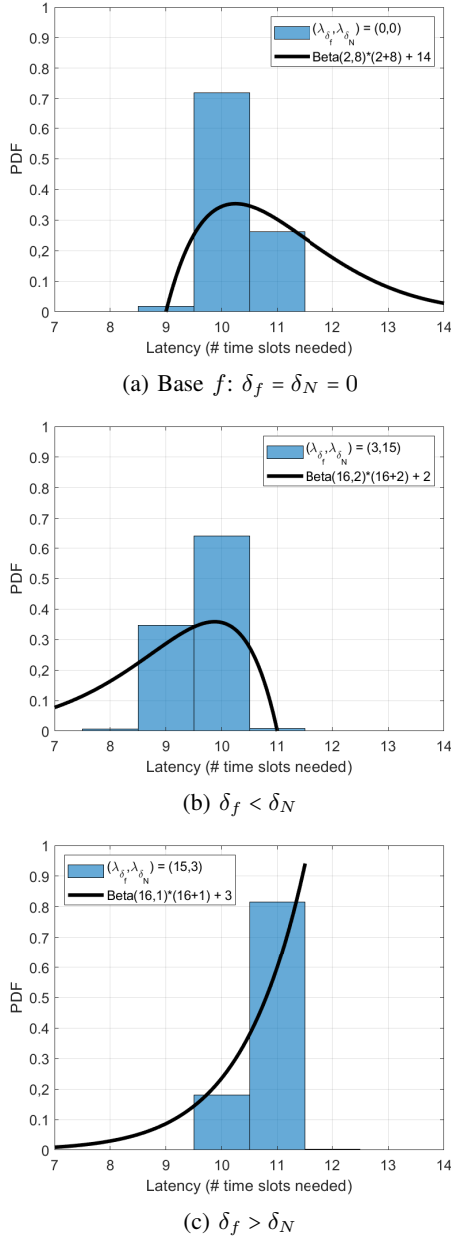 1
0.9
0.8
0.7
0.6
0.5
0.4
0.3
0.2
0.1
0
PDF
(λδf,λδN) = (0,0)
Beta(2,8)*(2+8) + 14
7 8 9 10 11 12 13 14
Latency (# time slots needed)
(a) Base f: δf = δN = 0
1
0.9
0.8
0.7
0.6
0.5
0.4
0.3
0.2
0.1
0
PDF
(λδf,λδN) = (3,15)
Beta(16,2)*(16+2) + 2
7 8 9 10 11 12 13 14
Latency (# time slots needed)
(b) δf < δN
1
0.9
0.8
0.7
0.6
0.5
0.4
0.3
0.2
0.1
0
PDF
(λδf,λδN) = (15,3)
Beta(16,1)*(16+1) + 3
7 8 9 10 11 12 13 14
Latency (# time slots needed)
(c) δf > δN